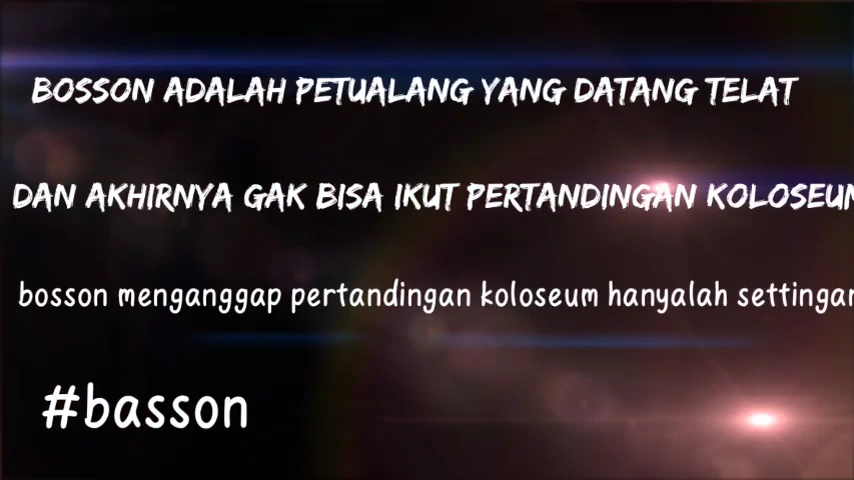 BOSSON ADALAH PETUALANG YANG DATANG TELAT
DAN AKHIRNYA GAK BISA IKUT PERTANDINGAN KOLOSEUM
bosson menganggap pertandingan koloseum hanyalah settingan
#basson